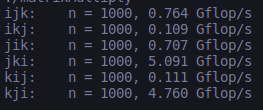 ijk:    n = 1000, 0.764 Gflop/s
ikj:    n = 1000, 0.109 Gflop/s
jik:    n = 1000, 0.707 Gflop/s
jki:    n = 1000, 5.091 Gflop/s
kij:    n = 1000, 0.111 Gflop/s
kji:    n = 1000, 4.760 Gflop/s